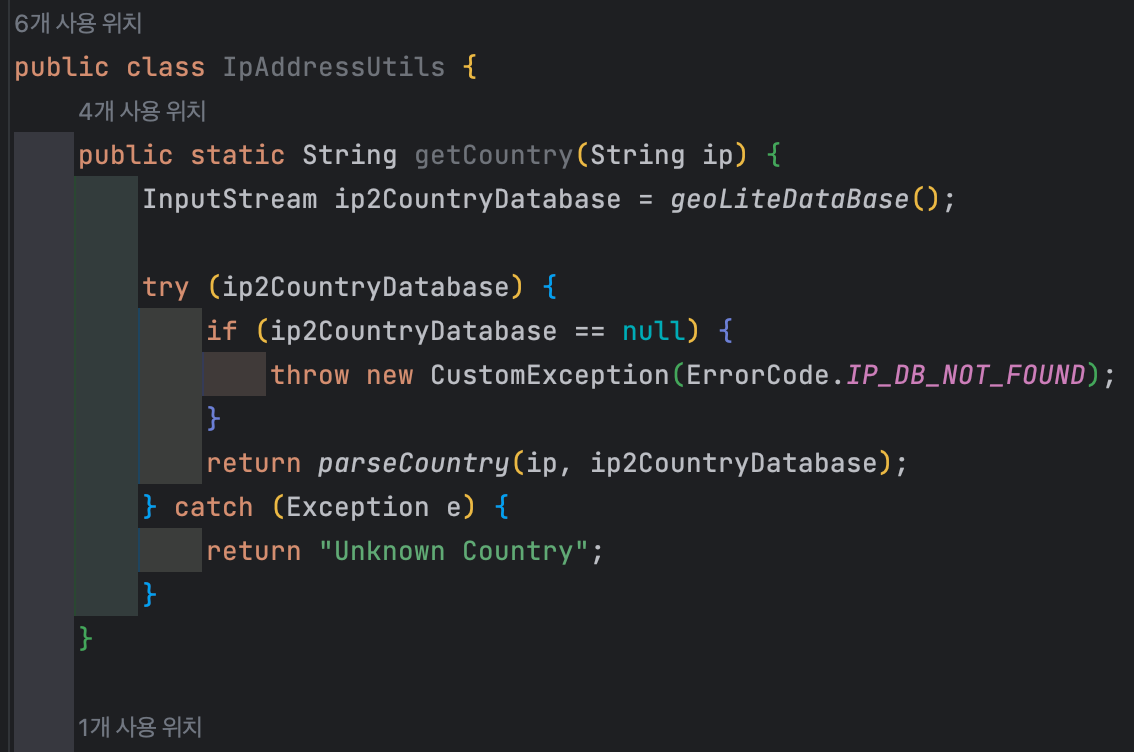 6개 사용 위치
public class IpAddressUtils {
4개 사용 위치
public static String getCountry(String ip) {
InputStream ip2CountryDatabase = geoLiteDataBase();
try (ip2CountryDatabase) {
if (ip2CountryDatabase == null) {
throw new CustomException(ErrorCode.IP_DB_NOT_FOUND);
}
return parseCountry(ip, ip2CountryDatabase);
} catch (Exception e) {
return "Unknown Country";
}
}
1개 사용 위치